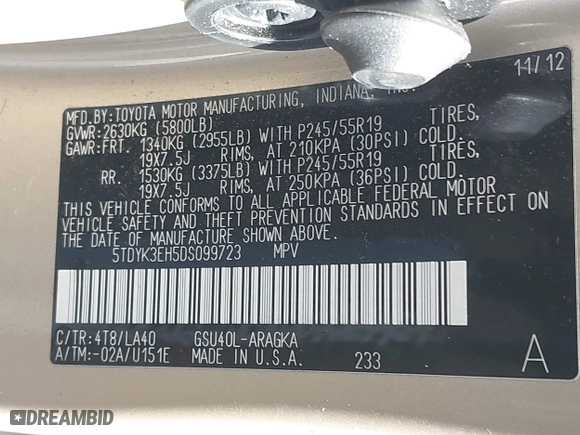 11/12
MFD.BY:TOYOTA MOTOR MANUFACTURING, INDIANA, INC.
GVWR:2630KG (5800LB)
GAWR:FRT. 1340KG (2955LB) WITH P245/55R19 TIRES,
19X7.5J RIMS, AT 210KPA (30PSI) COLD.
RR. 1530KG (3375LB) WITH P245/55R19 TIRES,
19X7.5J RIMS, AT 250KPA (36PSI) COLD.
THIS VEHICLE CONFORMS TO ALL APPLICABLE FEDERAL MOTOR
VEHICLE SAFETY AND THEFT PREVENTION STANDARDS IN EFFECT ON
THE DATE OF MANUFACTURE SHOWN ABOVE.
5TDYK3EH5DS099723 MPV
C/TR:4T8/LA40 GSU40L-ARAGKA
A/TM:-02A/U151E MADE IN U.S.A. 233 A
DREAMBID